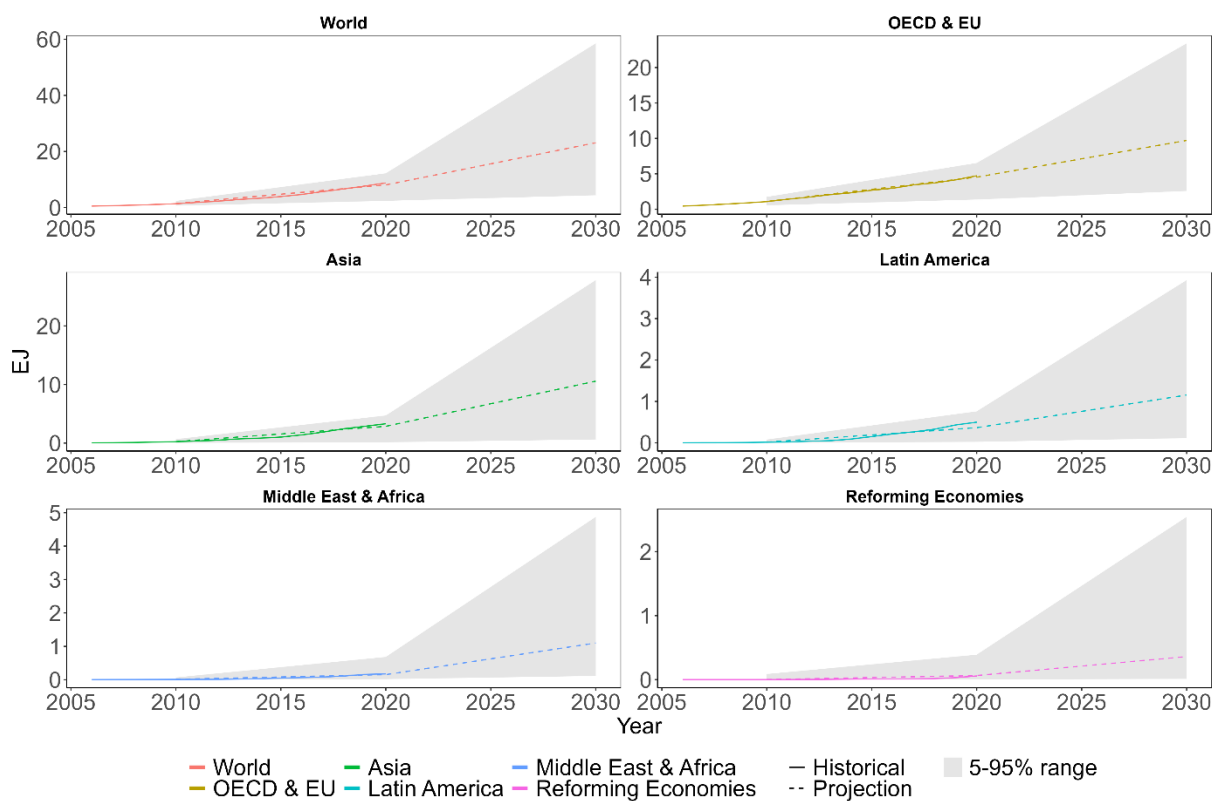 World
OECD & EU
60
40
20
0
2005 2010 2015 2020 2025 2030
20
15
10
5
0
2005 2010 2015 2020 2025 2030
Asia
Latin America
EJ
20
10
0
2005 2010 2015 2020 2025 2030
4
3
2
1
0
2005 2010 2015 2020 2025 2030
Middle East & Africa
Reforming Economies
5
4
3
2
1
0
2005 2010 2015 2020 2025 2030
2
1
0
2005 2010 2015 2020 2025 2030
Year
World Asia Middle East & Africa Historical 5-95% range
OECD & EU Latin America Reforming Economies Projection